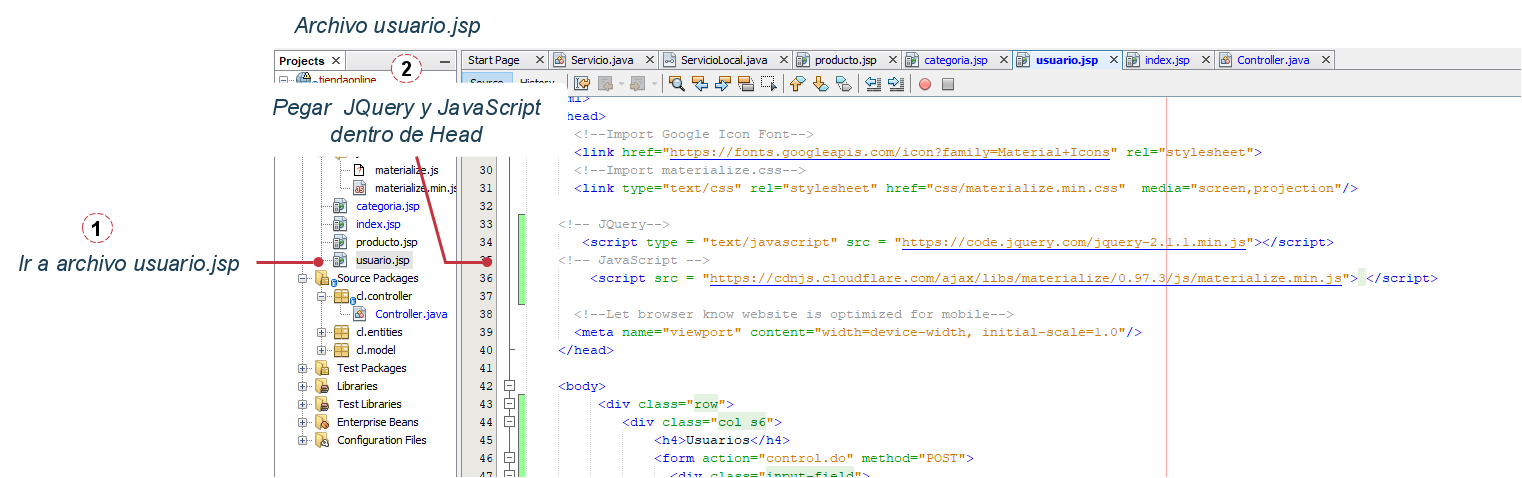 Archivo usuario.jsp
Projects
2
Start Page
Servicio.java
ServicioLocal.java
producto.jsp
categoria.jsp
usuario.jsp
index.jsp
Controller.java
tiendaonline
Source
History
Pegar JQuery y JavaScript
dentro de Head
materialize.js
materialize.min.js
categoria.jsp
index.jsp
producto.jsp
usuario.jsp
Source Packages
cl.controller
Controller.java
cl.entities
cl.model
Test Packages
Libraries
Test Libraries
Enterprise Beans
Configuration Files
1
Ir a archivo usuario.jsp
head>
<!--Import Google Icon Font-->
<link href="https://fonts.googleapis.com/icon?family=Material+Icons" rel="stylesheet">
30 <!--Import materialize.css-->
31 <link type="text/css" rel="stylesheet" href="css/materialize.min.css"  media="screen,projection"/>
32
33 <!-- JQuery-->
34 <script type = "text/javascript" src = "https://code.jquery.com/jquery-2.1.1.min.js"></script>
35 <!-- JavaScript -->
36 <script src = "https://cdnjs.cloudflare.com/ajax/libs/materialize/0.97.3/js/materialize.min.js"> </script>
37
38 <!--Let browser know website is optimized for mobile-->
39 <meta name="viewport" content="width=device-width, initial-scale=1.0"/>
40 </head>
41
42 <body>
43 <div class="row">
44 <div class="col s6">
45 <h4>Usuarios</h4>
46 <form action="control.do" method="POST">
47 <div class="input-field">